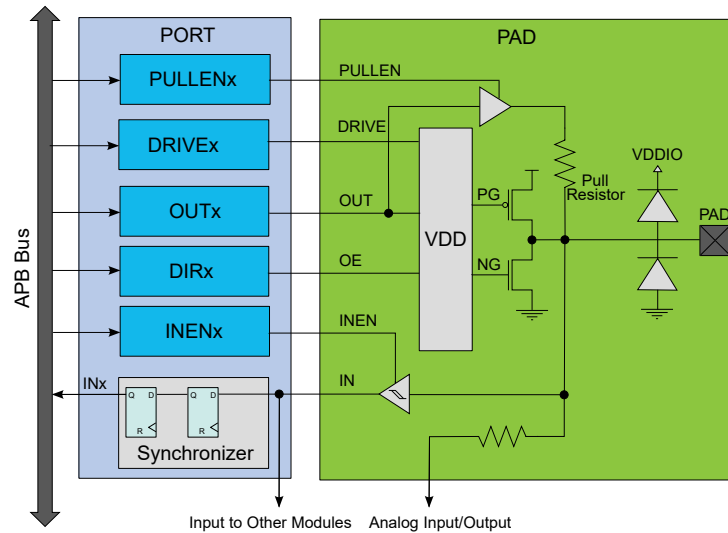 PORT
PAD
PULLENx
PULLEN
DRIVEx
DRIVE
VDDIO
Pull
Resistor
PAD
OUTx
OUT
PG
VDD
DIRx
OE
NG
APB Bus
INENx
INEN
INx
IN
Q D
Q D
R
R
Synchronizer
Input to Other Modules
Analog Input/Output